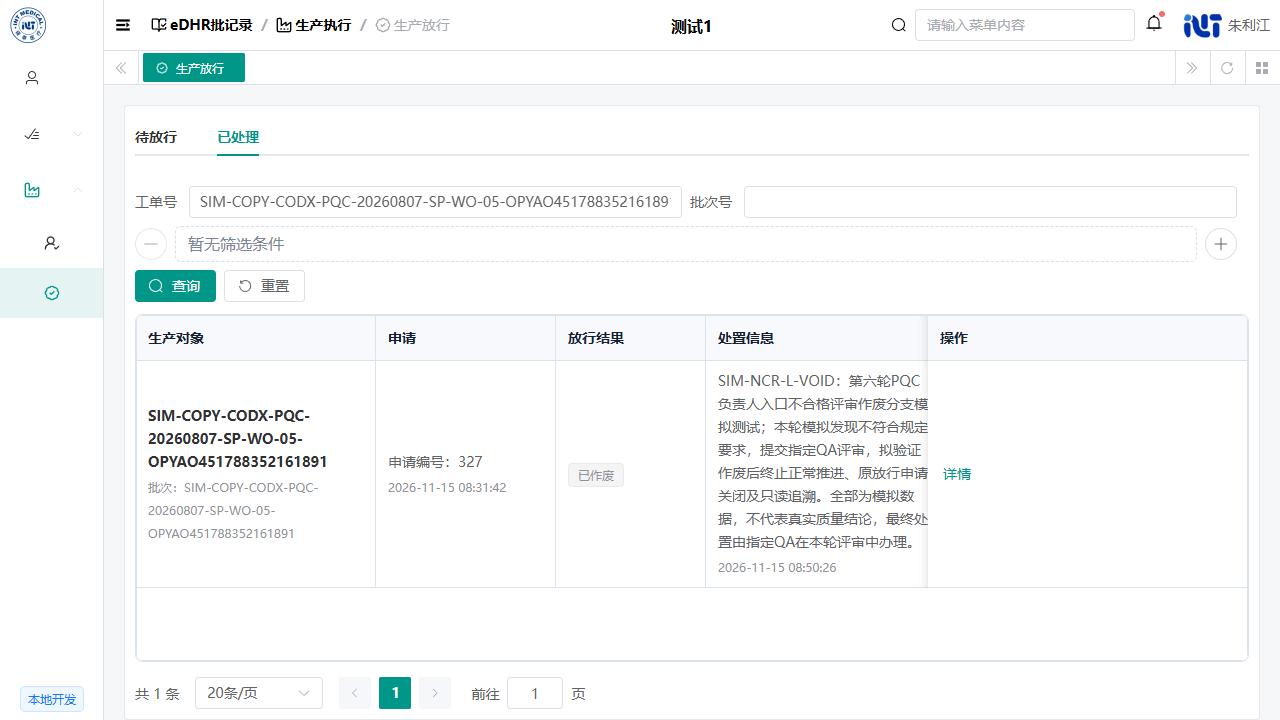 eDHR批记录 / 生产执行 / 生产放行
测试1
请输入菜单内容
朱利江
生产放行
待放行
已处理
工单号
SIM-COPY-CODX-PQC-20260807-SP-WO-05-OPYAO45178835216189
批次号
暂无筛选条件
查询
重置
生产对象
申请
放行结果
处置信息
操作
SIM-COPY-CODX-PQC-
20260807-SP-WO-05-
OPYAO451788352161891
批次：SIM-COPY-CODX-PQC-
20260807-SP-WO-05-
OPYAO451788352161891
申请编号：327
2026-11-15 08:31:42
已作废
SIM-NCR-L-VOID：第六轮PQC
负责人入口不合格评审作废分支模
拟测试；本轮模拟发现不符合规定
要求，提交指定QA评审，拟验证
作废后终止正常推进、原放行申请
关闭及只读追溯。全部为模拟数
据，不代表真实质量结论，最终处
置由指定QA在本轮评审中办理。
2026-11-15 08:50:26
详情
本地开发
共 1 条
20条/页
1
前往
1
页